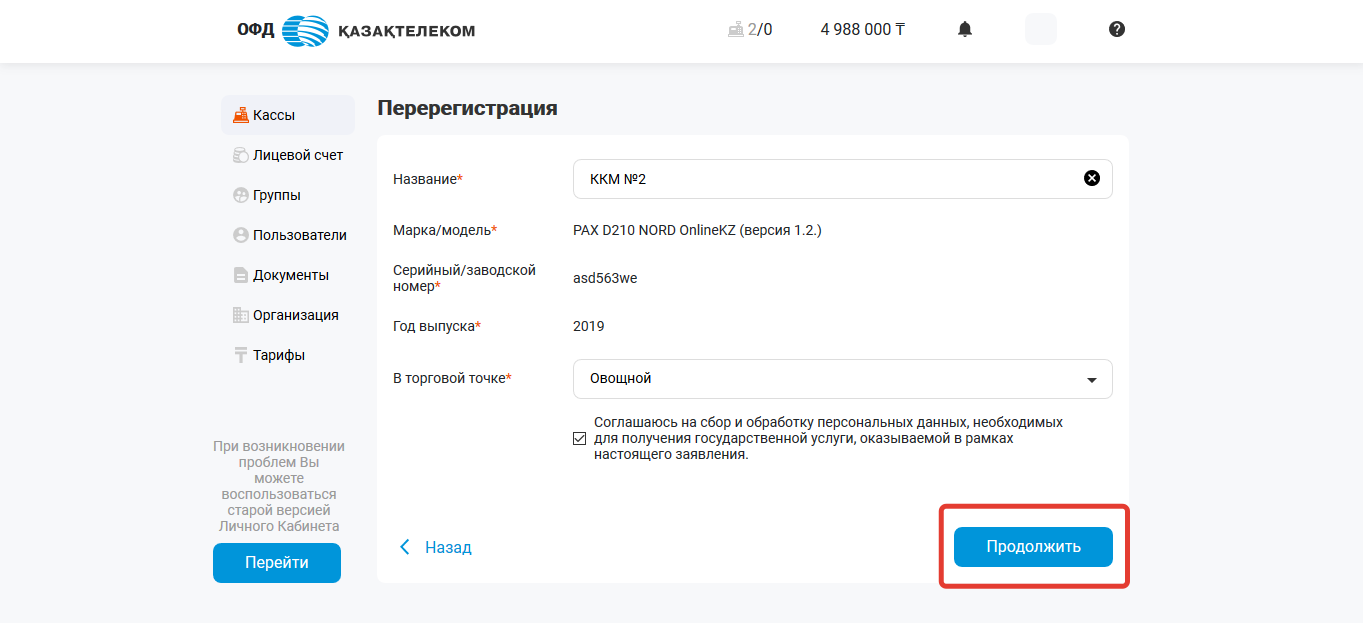 ОФД ҚАЗАҚТЕЛЕКОМ
2/0
4 988 000 ₸
Кассы
Лицевой счет
Группы
Пользователи
Документы
Организация
Тарифы
При возникновении
проблем Вы
можете
воспользоваться
старой версией
Личного Кабинета
Перейти
Перерегистрация
Название*
ККМ №2
Марка/модель*
PAX D210 NORD OnlineKZ (версия 1.2.)
Серийный/заводской
номер*
asd563we
Год выпуска*
2019
В торговой точке*
Овощной
Соглашаюсь на сбор и обработку персональных данных, необходимых
для получения государственной услуги, оказываемой в рамках
настоящего заявления.
Назад
Продолжить